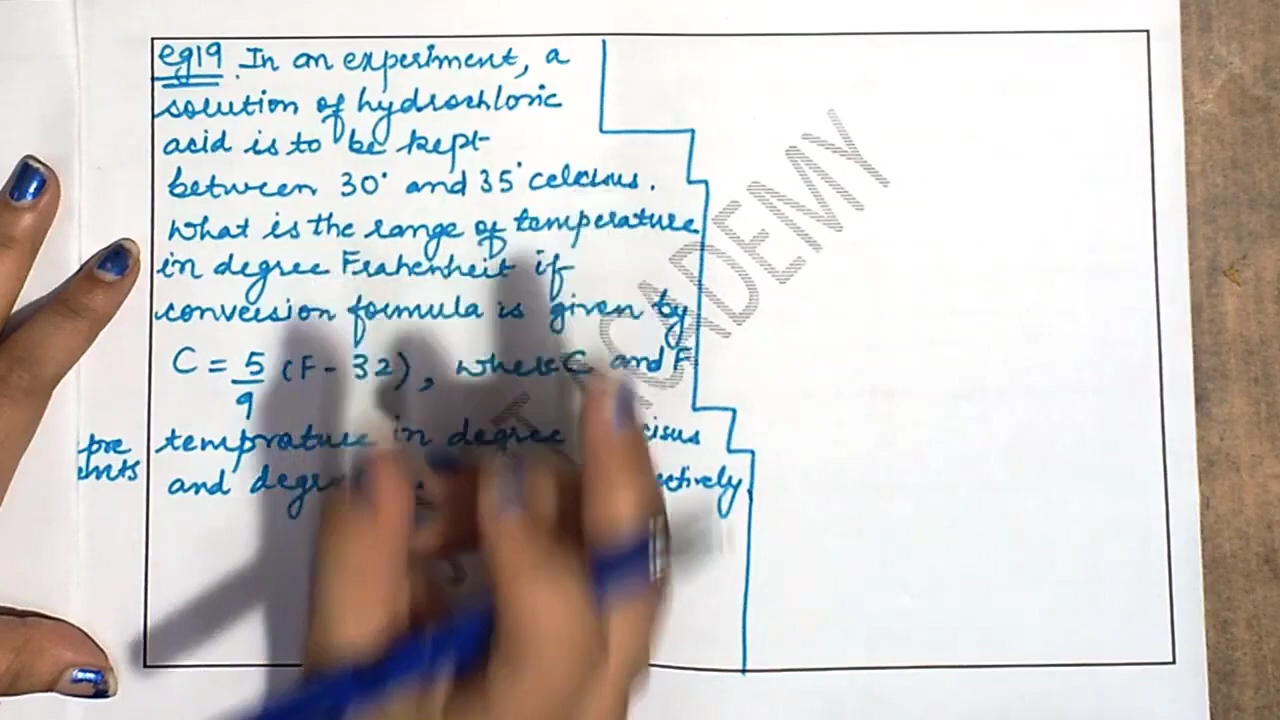 eg19. In an experiment, a
solution of hydrochloric
acid is to be kept
between 30° and 35° celcius.
What is the range of temperature
in degree Frahenheit if
conversion formula is given by
C = 5/9 (F - 32), where C and F
temprature in degree
and
ACADEMY